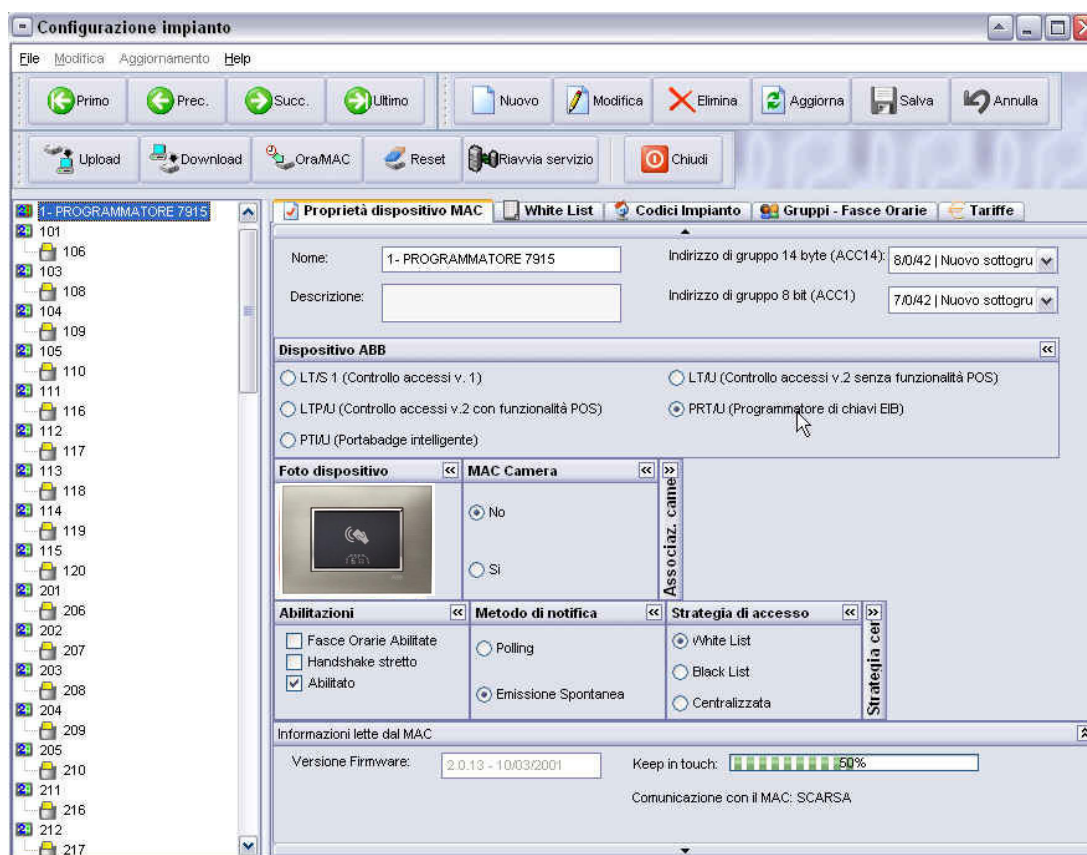 Configurazione impianto
File Modifica Aggiornamento Help
Primo Prec. Succ. Ultimo Nuovo Modifica Elimina Aggiorna Salva Annulla
Upload Download Ora/MAC Reset Riavvia servizio Chiudi
1- PROGRAMMATORE 7915
101
106
103
108
104
109
105
110
111
116
112
117
113
118
114
119
115
120
201
206
202
207
203
208
204
209
205
210
211
216
212
217
Proprietà dispositivo MAC White List Codici Impianto Gruppi - Fasce Orarie Tariffe
Nome: 1- PROGRAMMATORE 7915 Indirizzo di gruppo 14 byte (ACC14): 8/0/42 | Nuovo sottogru
Descrizione: Indirizzo di gruppo 8 bit (ACC1) 7/0/42 | Nuovo sottogru
Dispositivo ABB
LT/S 1 (Controllo accessi v. 1) LT/U (Controllo accessi v.2 senza funzionalità POS)
LTP/U (Controllo accessi v.2 con funzionalità POS) PRT/U (Programmatore di chiavi EIB)
PTI/U (Portabadge intelligente)
Foto dispositivo MAC Camera
No
Si
Associaz. came
Abilitazioni Metodo di notifica Strategia di accesso
Fasce Orarie Abilitate
Handshake stretto
Abilitato
Polling
Emissione Spontanea
White List
Black List
Centralizzata
Strategia cer
Informazioni lette dal MAC
Versione Firmware: 2.0.13 - 10/03/2001 Keep in touch: 50%
Comunicazione con il MAC: SCARSA